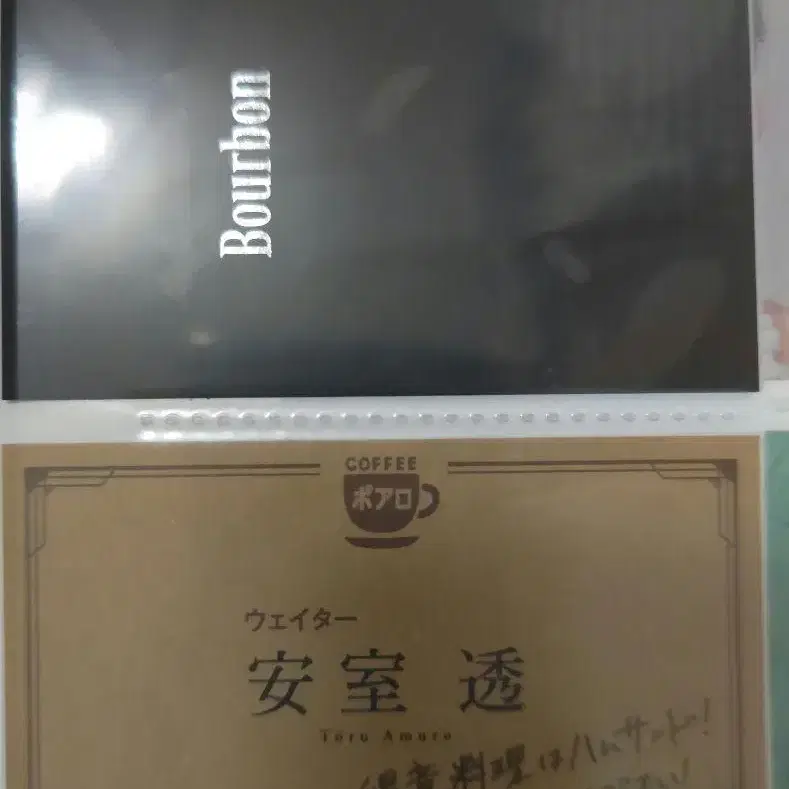 Bourbon
COFFEE
ポアロ
ウェイター
安室 透
Toru Amuro
料理はハムサンド!